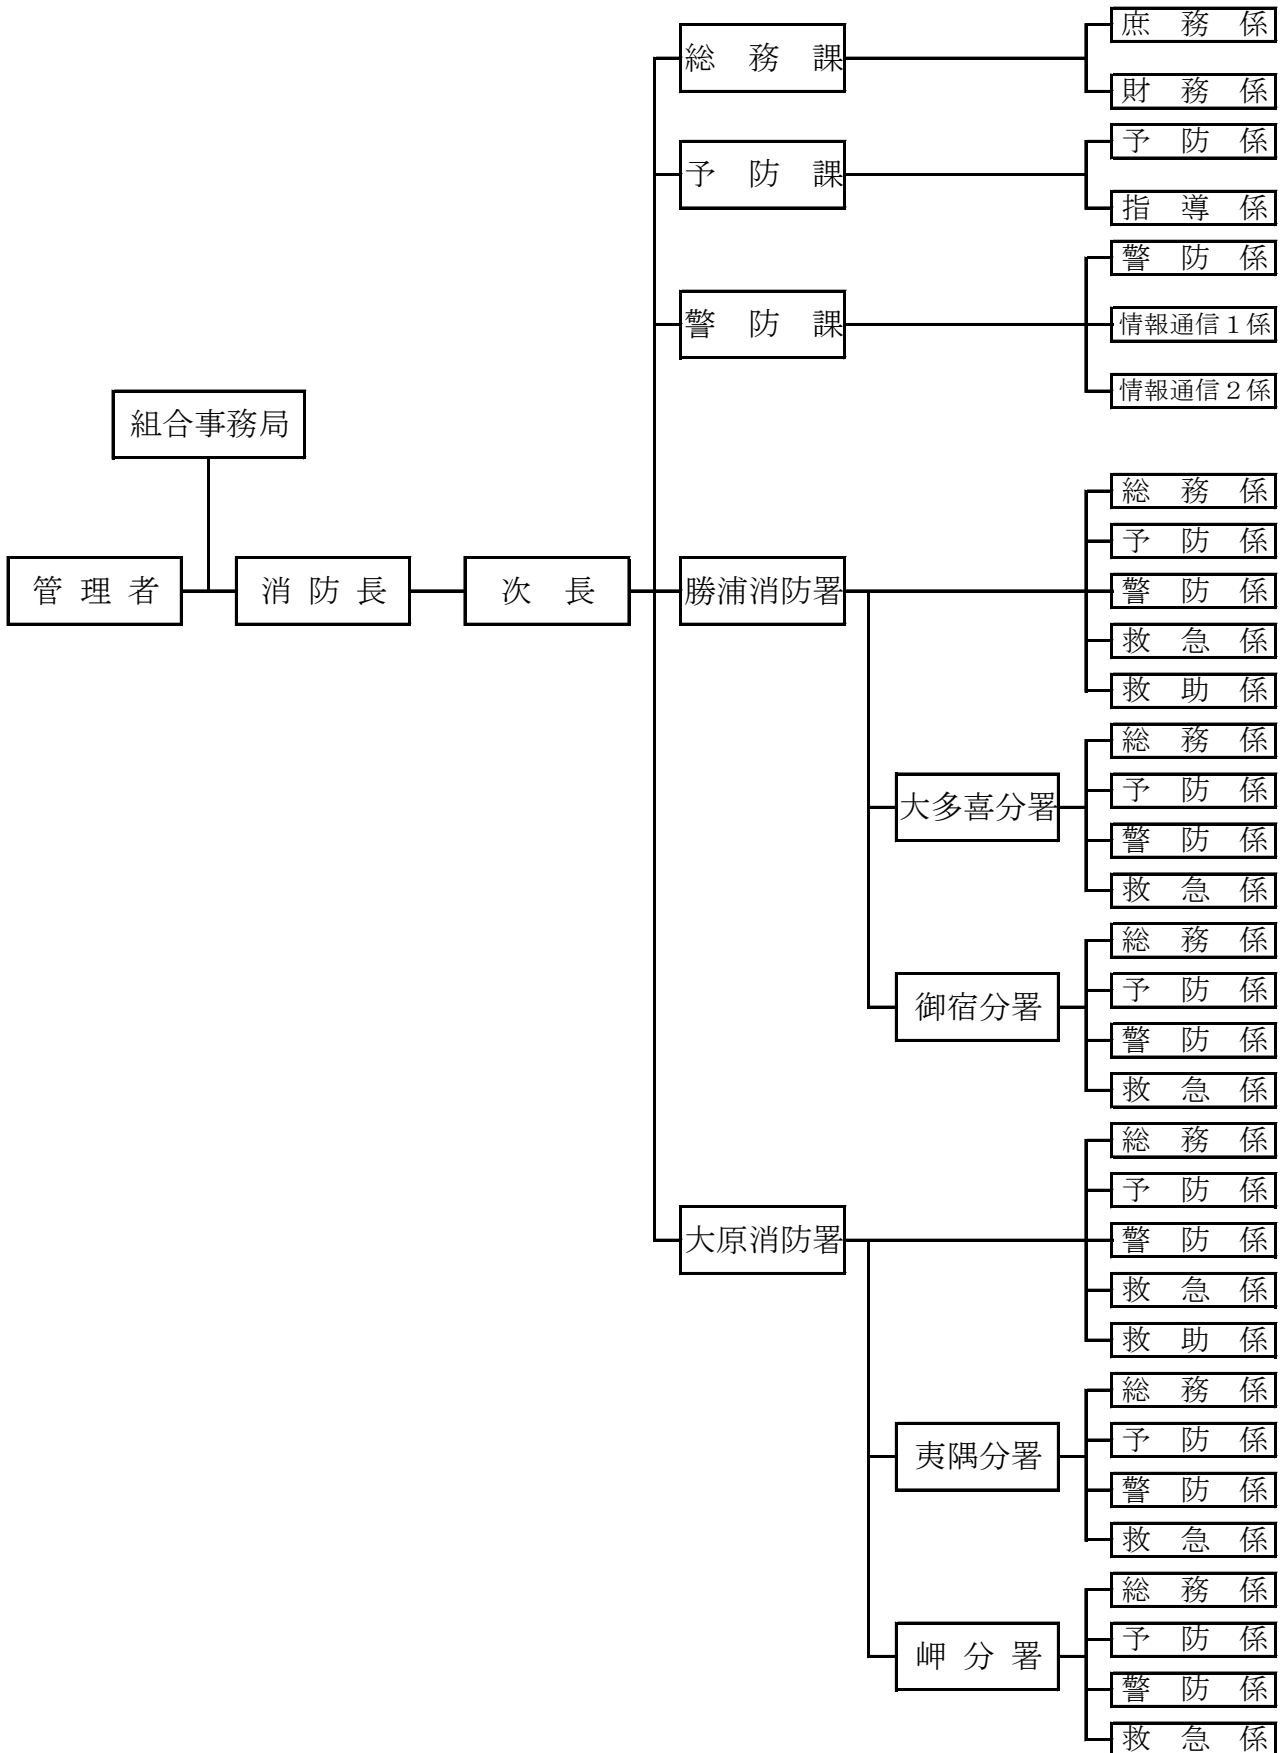 庶務係
総務課
財務係
予防係
予防課
指導係
警防係
警防課
情報通信１係
情報通信２係
組合事務局
管理者
消防長
次長
勝浦消防署
総務係
予防係
警防係
救急係
救助係
大多喜分署
総務係
予防係
警防係
救急係
御宿分署
総務係
予防係
警防係
救急係
大原消防署
総務係
予防係
警防係
救急係
救助係
夷隅分署
総務係
予防係
警防係
救急係
岬分署
総務係
予防係
警防係
救急係